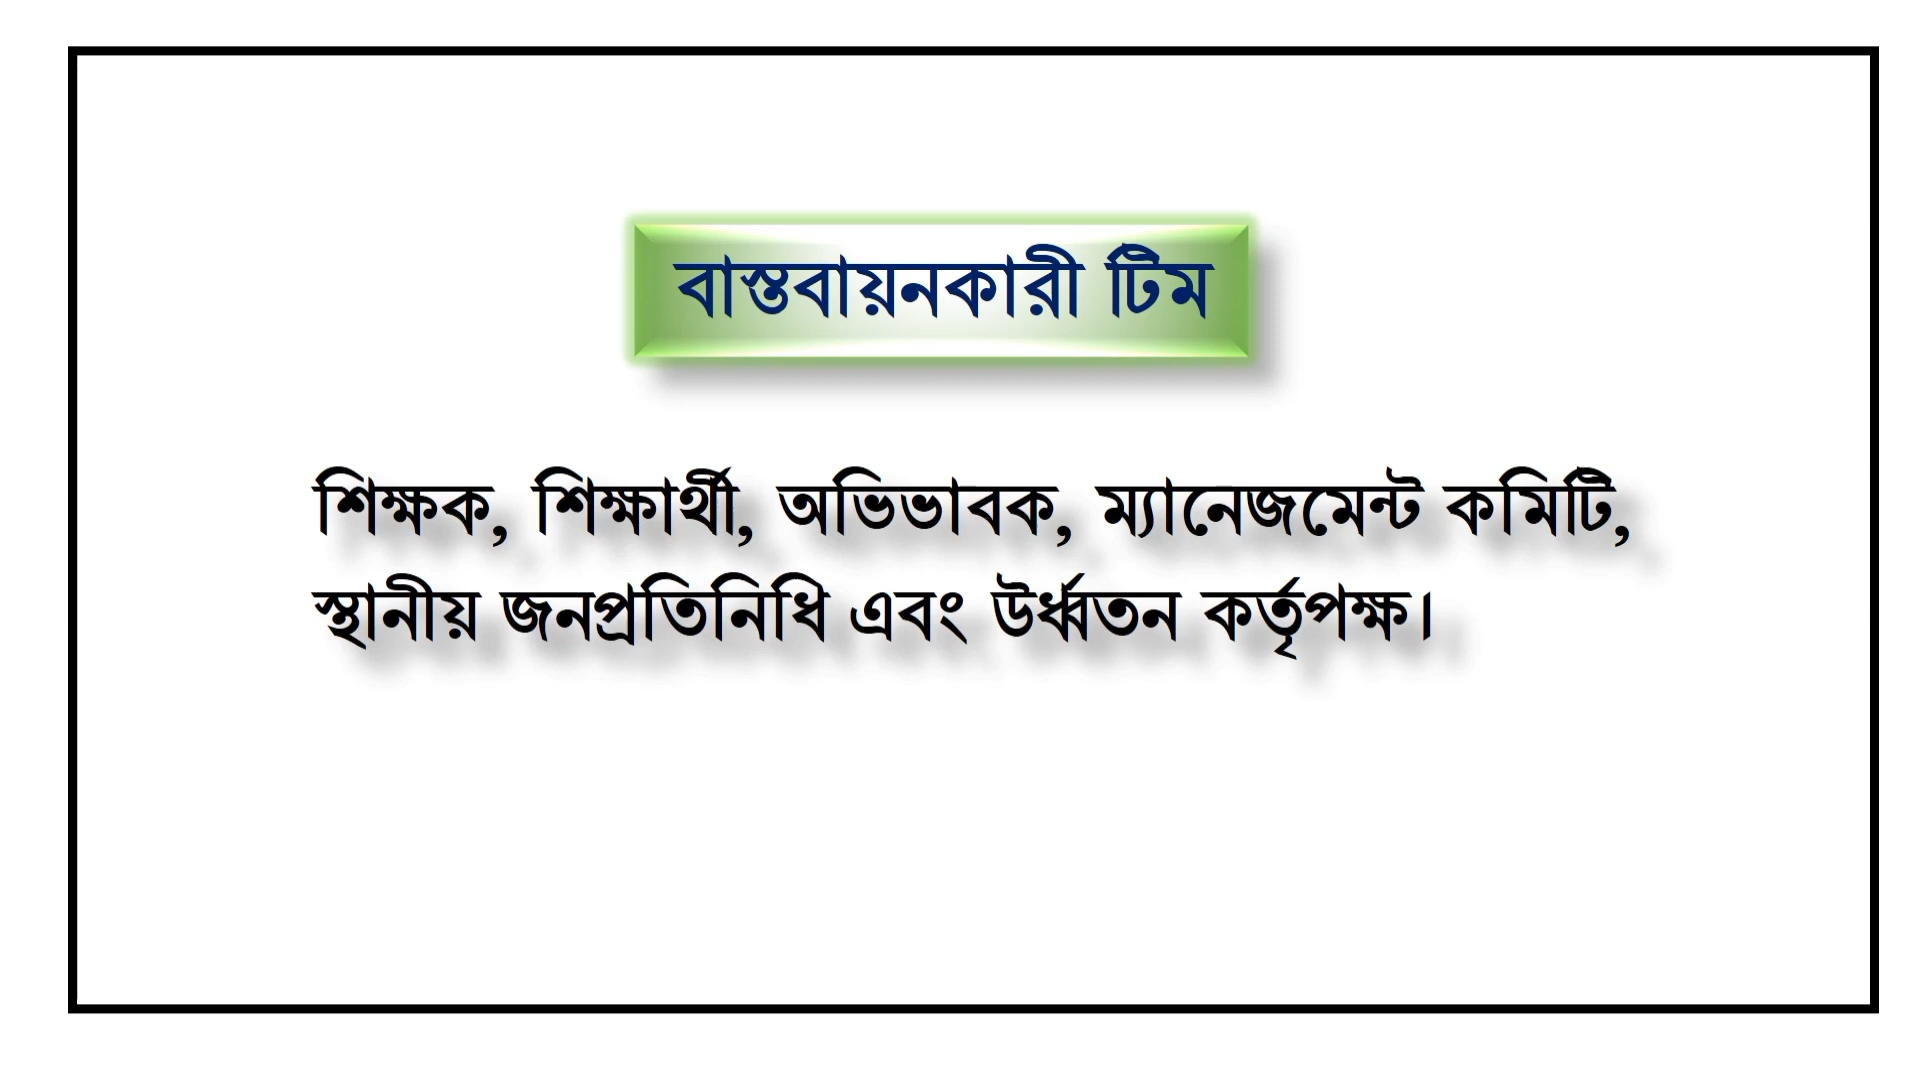 বাস্তবায়নকারী টিম
শিক্ষক, শিক্ষার্থী, অভিভাবক, ম্যানেজমেন্ট কমিটি,
স্থানীয় জনপ্রতিনিধি এবং উর্ধ্বতন কর্তৃপক্ষ।